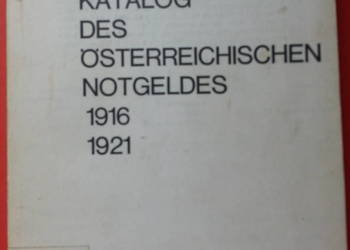 KATALOG
DES
ÖSTERREICHISCHEN
NOTGELDES
1916
1921